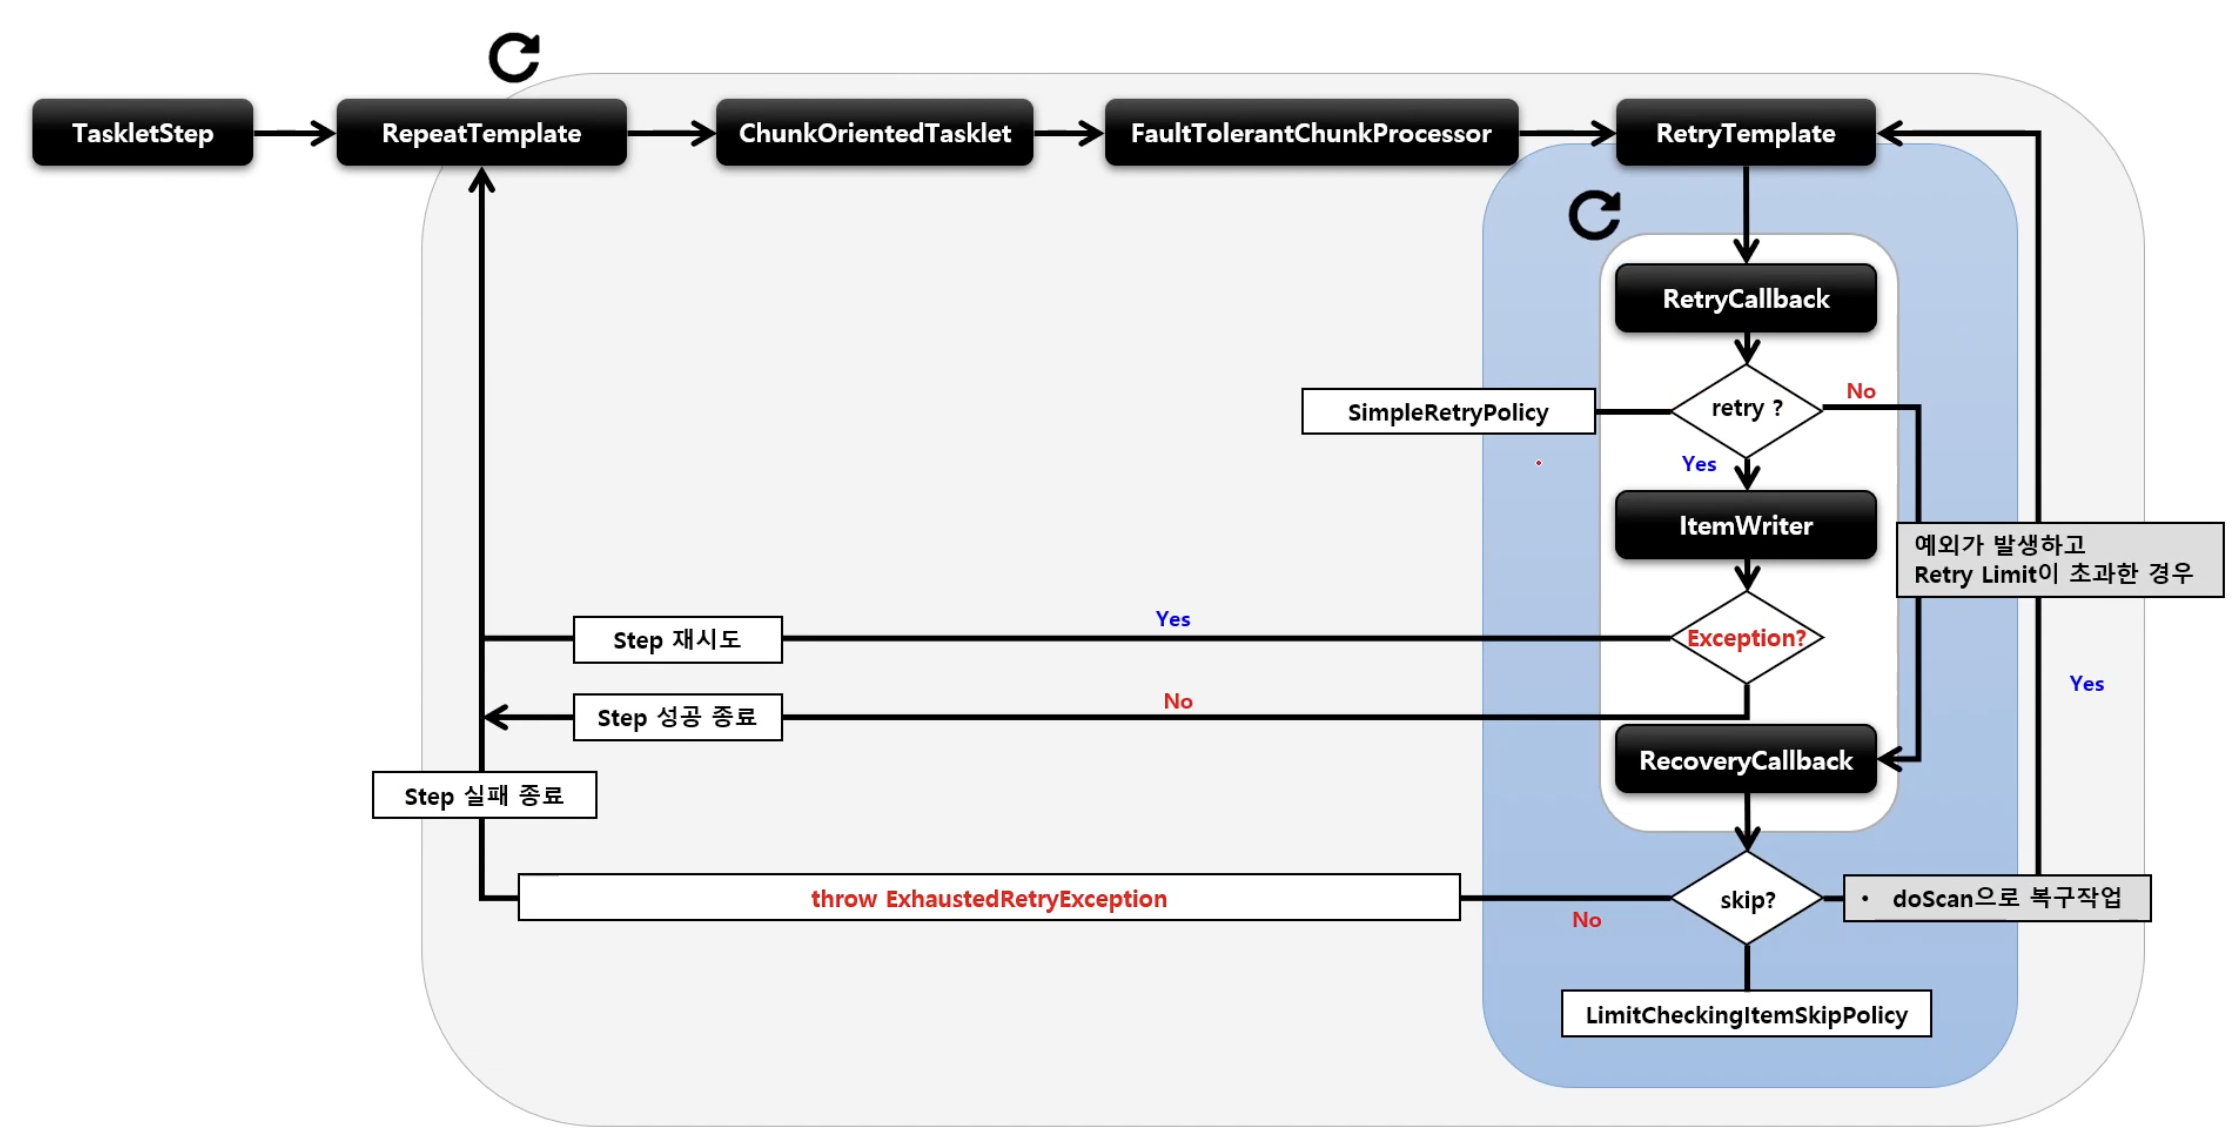 TaskletStep
RepeatTemplate
ChunkOrientedTasklet
FaultTolerantChunkProcessor
RetryTemplate
RetryCallback
SimpleRetryPolicy
retry ?
No
Yes
ItemWriter
예외가 발생하고
Retry Limit이 초과한 경우
Yes
Step 재시도
Exception?
Yes
No
Step 성공 종료
RecoveryCallback
Step 실패 종료
throw ExhaustedRetryException
No
skip?
• doScan으로 복구작업
LimitCheckingItemSkipPolicy